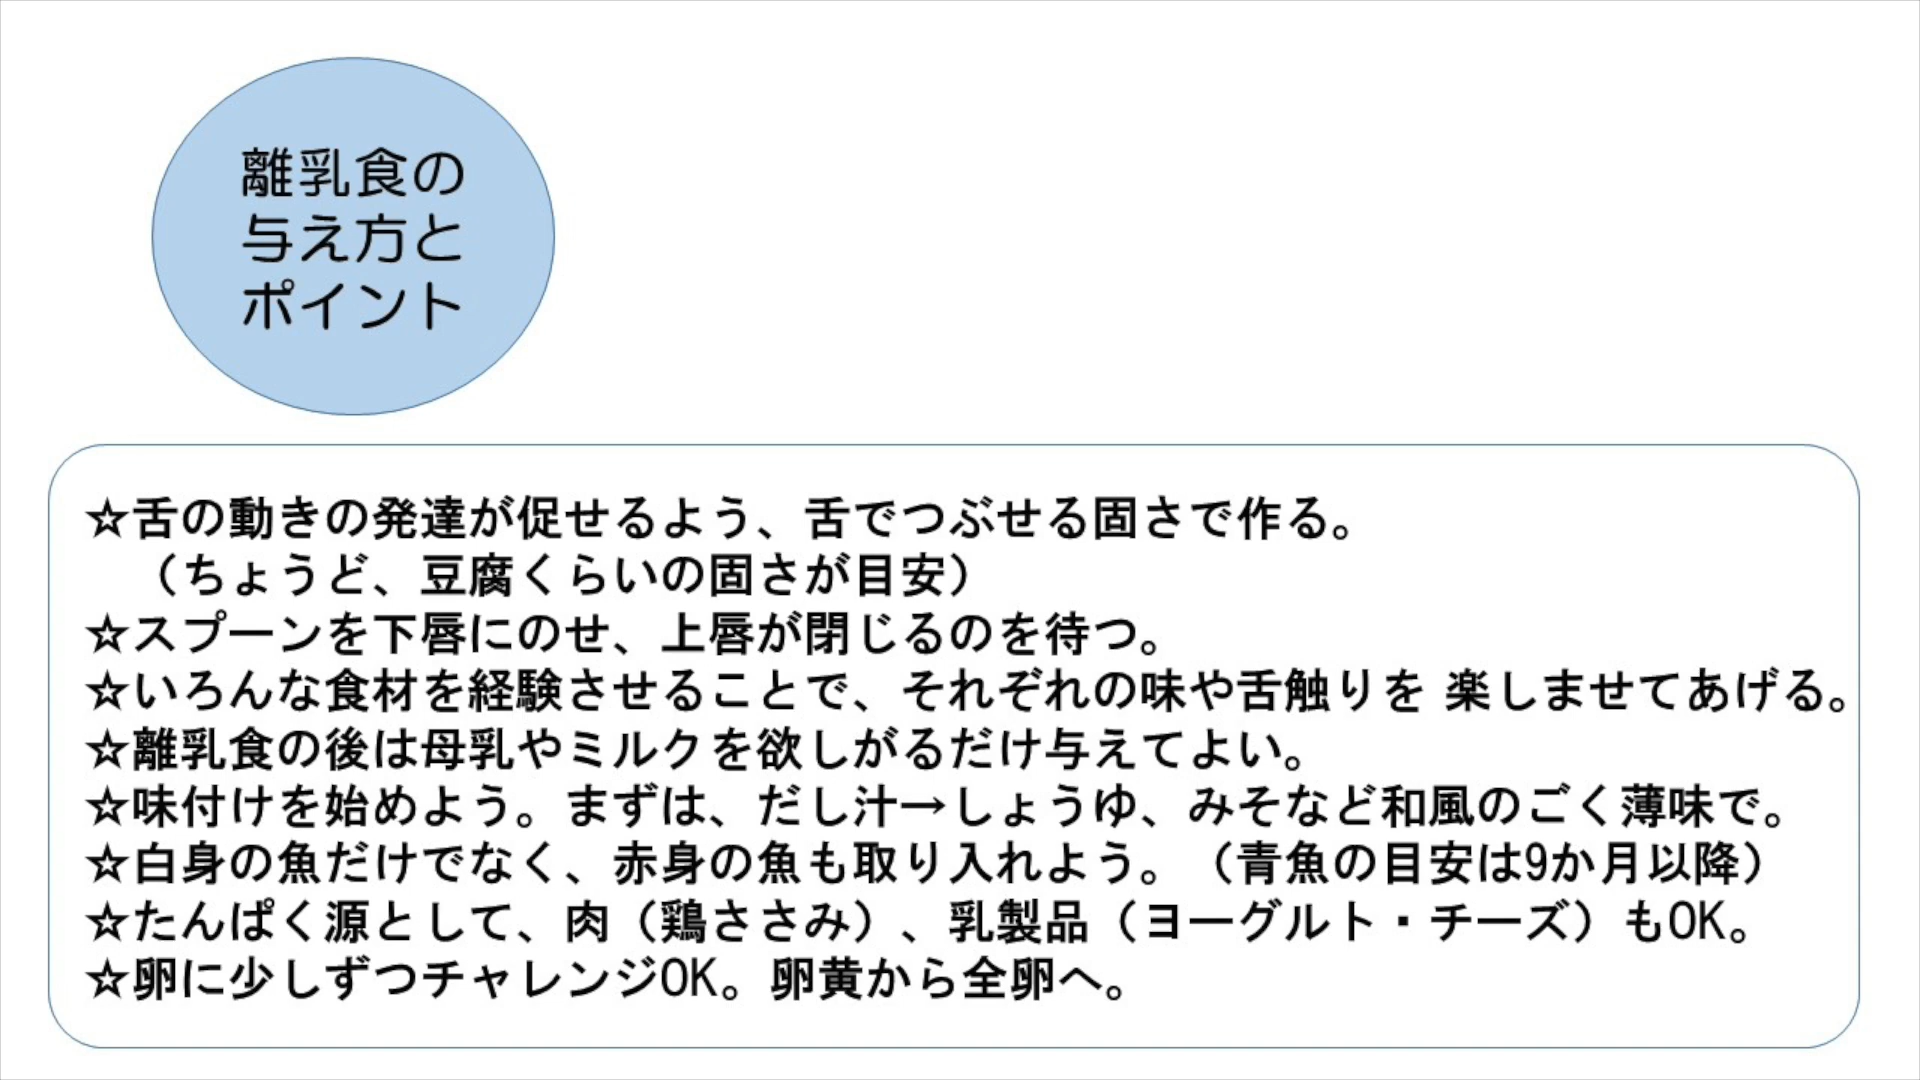 離乳食の
与え方と
ポイント
☆舌の動きの発達が促せるよう、舌でつぶせる固さで作る。
（ちょうど、豆腐くらいの固さが目安）
☆スプーンを下唇にのせ、上唇が閉じるのを待つ。
☆いろんな食材を経験させることで、それぞれの味や舌触りを 楽しませてあげる。
☆離乳食の後は母乳やミルクを欲しがるだけ与えてよい。
☆味付けを始めよう。まずは、だし汁→しょうゆ、みそなど和風のごく薄味で。
☆白身の魚だけでなく、赤身の魚も取り入れよう。（青魚の目安は9か月以降）
☆たんぱく源として、肉（鶏ささみ）、乳製品（ヨーグルト・チーズ）もOK。
☆卵に少しずつチャレンジOK。卵黄から全卵へ。